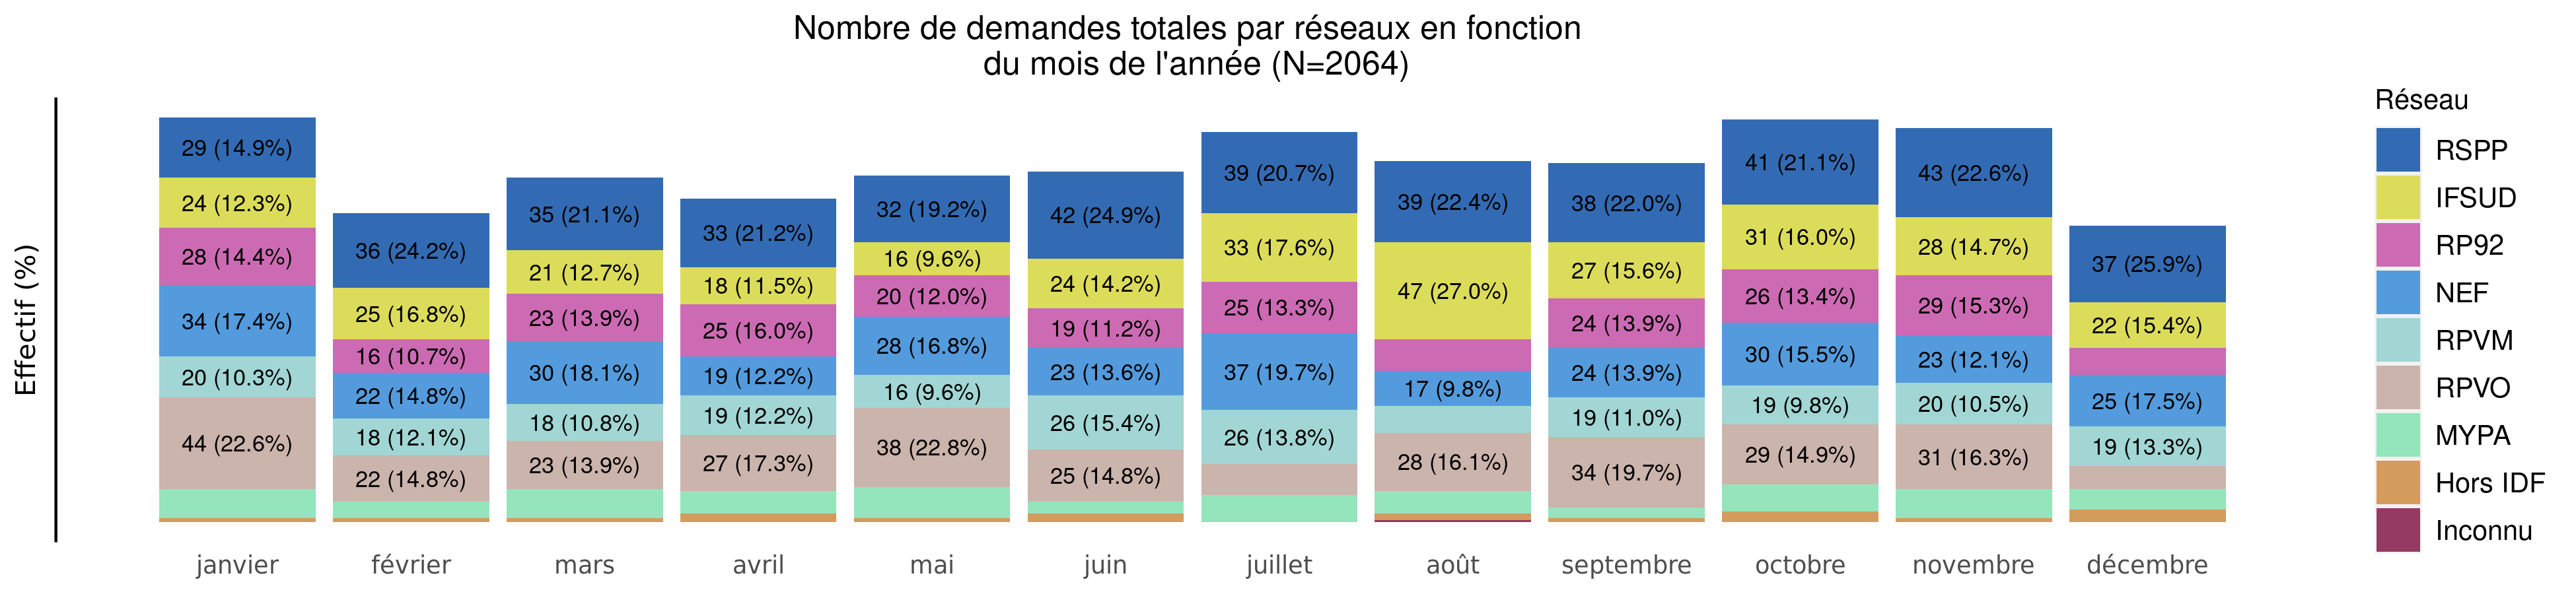 Nombre de demandes totales par réseaux en fonction
du mois de l'année (N=2064)
Effectif (%)
29 (14.9%)
24 (12.3%)
28 (14.4%)
34 (17.4%)
20 (10.3%)
44 (22.6%)
janvier
36 (24.2%)
25 (16.8%)
16 (10.7%)
22 (14.8%)
18 (12.1%)
22 (14.8%)
février
35 (21.1%)
21 (12.7%)
23 (13.9%)
30 (18.1%)
18 (10.8%)
23 (13.9%)
mars
33 (21.2%)
18 (11.5%)
25 (16.0%)
19 (12.2%)
19 (12.2%)
27 (17.3%)
avril
32 (19.2%)
16 (9.6%)
20 (12.0%)
28 (16.8%)
16 (9.6%)
38 (22.8%)
mai
42 (24.9%)
24 (14.2%)
19 (11.2%)
23 (13.6%)
26 (15.4%)
25 (14.8%)
juin
39 (20.7%)
33 (17.6%)
25 (13.3%)
37 (19.7%)
26 (13.8%)
juillet
39 (22.4%)
47 (27.0%)
17 (9.8%)
28 (16.1%)
août
38 (22.0%)
27 (15.6%)
24 (13.9%)
24 (13.9%)
19 (11.0%)
34 (19.7%)
septembre
41 (21.1%)
31 (16.0%)
26 (13.4%)
30 (15.5%)
19 (9.8%)
29 (14.9%)
octobre
43 (22.6%)
28 (14.7%)
29 (15.3%)
23 (12.1%)
20 (10.5%)
31 (16.3%)
novembre
37 (25.9%)
22 (15.4%)
25 (17.5%)
19 (13.3%)
décembre
Réseau
RSPP
IFSUD
RP92
NEF
RPVM
RPVO
MYPA
Hors IDF
Inconnu